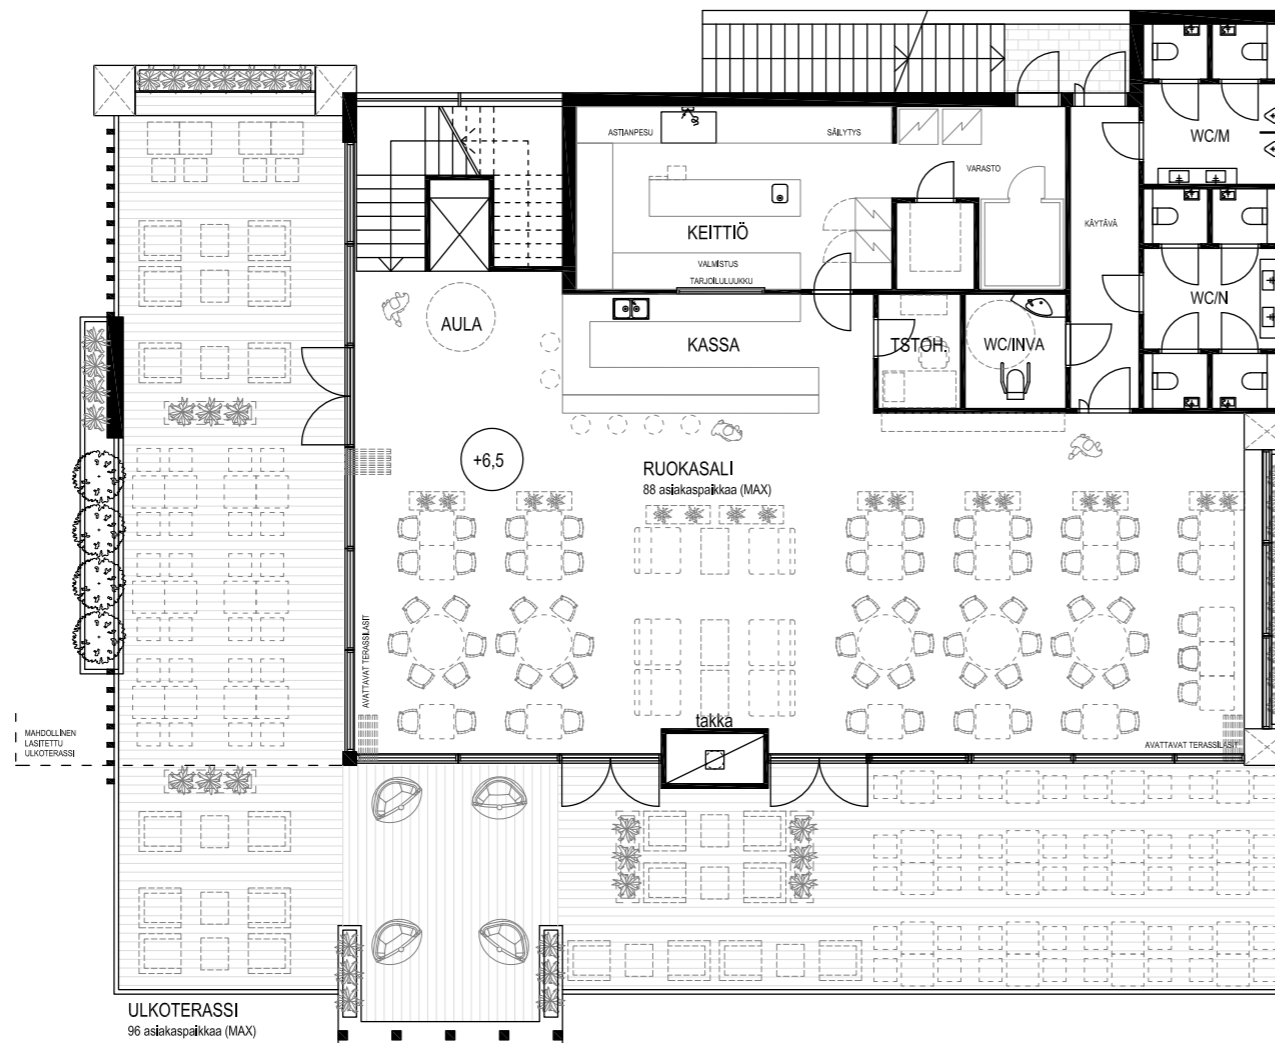 ASTIANPESU
SÄILYTYS
VARASTO
KEITTIÖ
VALMISTUS
TARJOILULUUKKU
KÄYTÄVÄ
WC/M
WC/N
AULA
KASSA
TSTOH.
WC/INVA
+6,5
RUOKASALI
88 asiakaspaikkaa (MAX)
AVATTAVAT TERASSILASIT
takka
AVATTAVAT TERASSILASIT
MAHDOLLINEN
LASITETTU
ULKOTERASSI
ULKOTERASSI
96 asiakaspaikkaa (MAX)